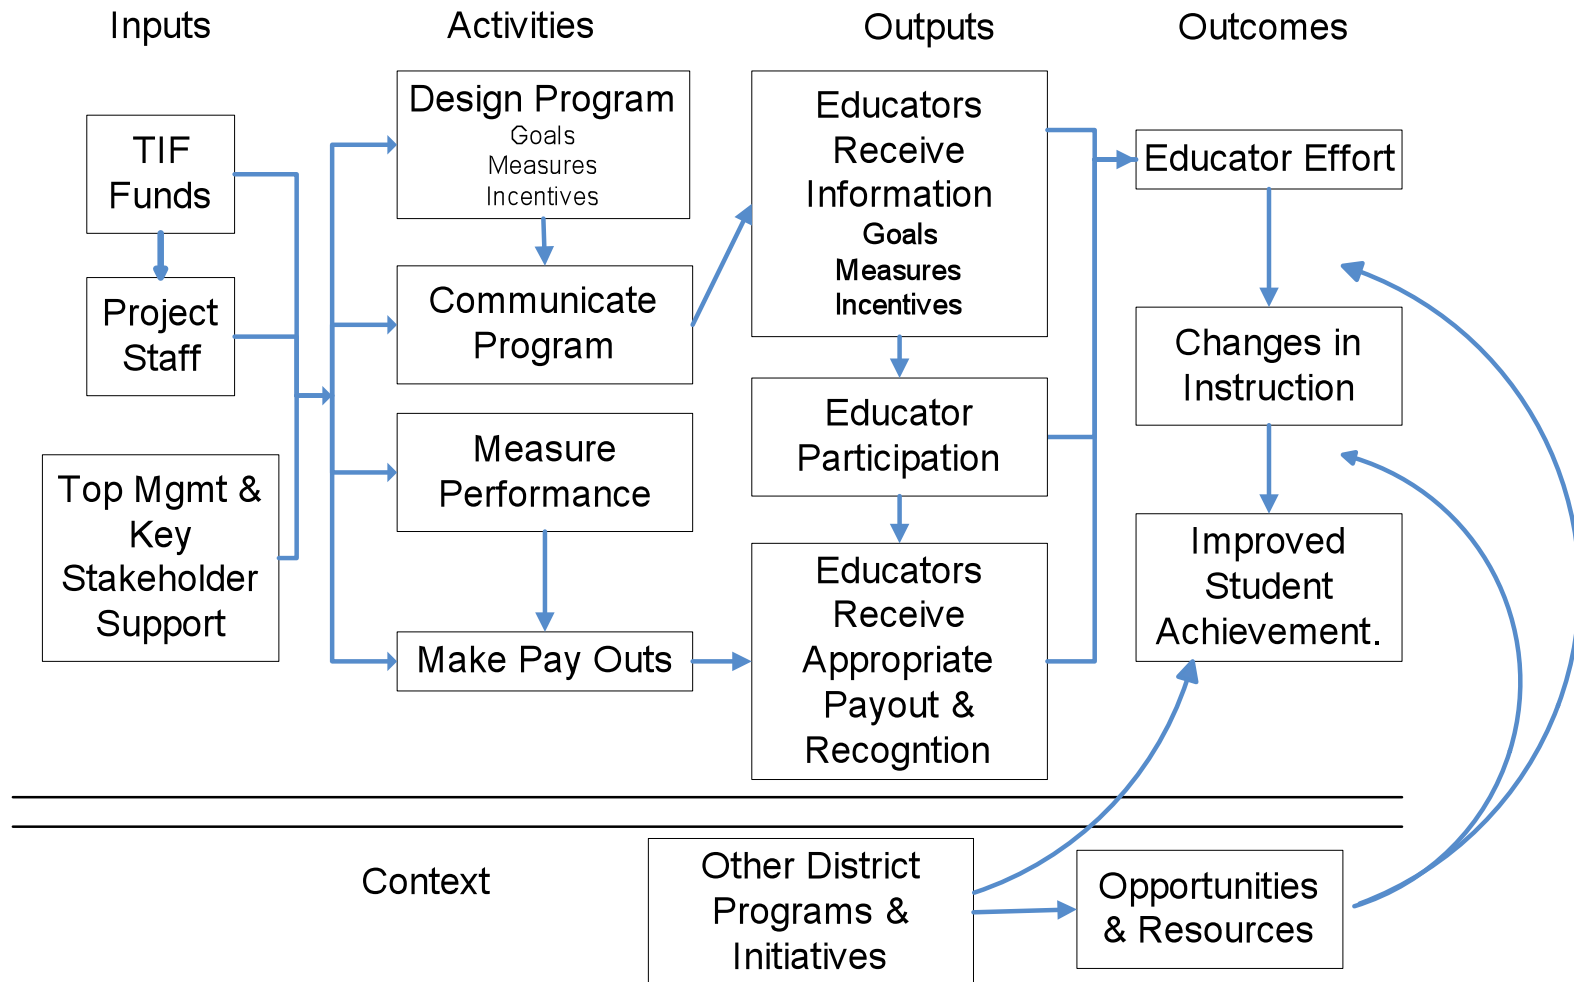 Inputs
Activities
Outputs
Outcomes
TIF
Funds
Project
Staff
Top Mgmt &
Key
Stakeholder
Support
Design Program
Goals
Measures
Incentives
Communicate
Program
Measure
Performance
Make Pay Outs
Educators
Receive
Information
Goals
Measures
Incentives
Educator
Participation
Educators
Receive
Appropriate
Payout &
Recogntion
Educator Effort
Changes in
Instruction
Improved
Student
Achievement.
Context
Other District
Programs &
Initiatives
Opportunities
& Resources